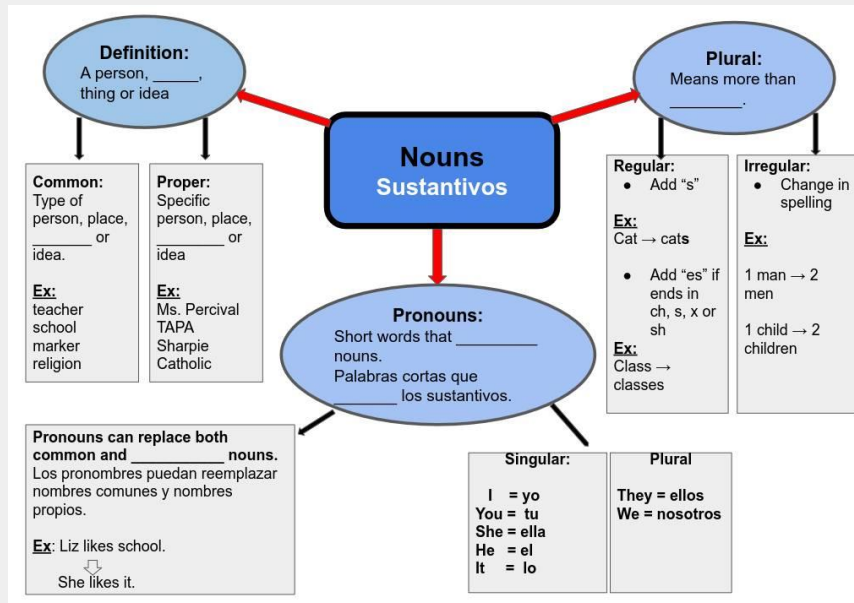 Nouns
Sustantivos
Definition:
A person, _____,
thing or idea
Common:
Type of
person, place,
_______ or
idea.
Ex:
teacher
school
marker
religion
Proper:
Specific
person, place,
________ or
idea
Ex:
Ms. Percival
TAPA
Sharpie
Catholic
Plural:
Means more than
_________.
Regular:
● Add “s”
Ex:
Cat → cats
● Add “es” if
ends in
ch, s, x or
sh
Ex:
Class →
classes
Irregular:
● Change in
spelling
Ex:
1 man → 2
men
1 child → 2
children
Pronouns:
Short words that __________
nouns.
Palabras cortas que
________ los sustantivos.
Pronouns can replace both
common and ___________ nouns.
Los pronombres puedan reemplazar
nombres comunes y nombres
propios.
Ex: Liz likes school.
She likes it.
Singular:
I = yo
You = tu
She = ella
He = el
It = lo
Plural
They = ellos
We = nosotros